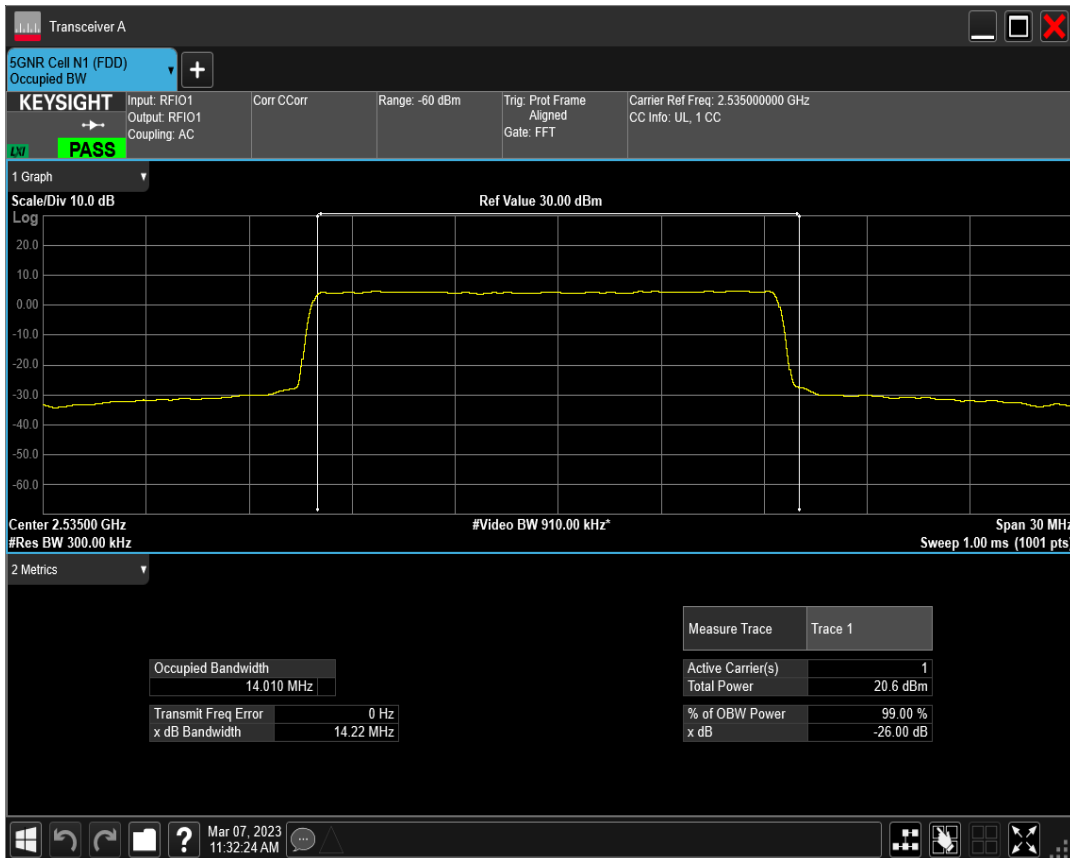 Transceiver A
5GNR Cell N1 (FDD)
Occupied BW
+
KEYSIGHT
LXI
PASS
Input: RFIO1
Output: RFIO1
Coupling: AC
Corr CCorr
Range: -60 dBm
Trig: Prot Frame
Aligned
Gate: FFT
Carrier Ref Freq: 2.535000000 GHz
CC Info: UL, 1 CC
1 Graph
Scale/Div 10.0 dB
Ref Value 30.00 dBm
Log
20.0
10.0
0.00
-10.0
-20.0
-30.0
-40.0
-50.0
-60.0
Center 2.53500 GHz
#Video BW 910.00 kHz*
Span 30 MHz
#Res BW 300.00 kHz
Sweep 1.00 ms (1001 pts)
2 Metrics
Measure Trace Trace 1
Occupied Bandwidth
14.010 MHz
Transmit Freq Error 0 Hz
x dB Bandwidth 14.22 MHz
Active Carrier(s) 1
Total Power 20.6 dBm
% of OBW Power 99.00 %
x dB -26.00 dB
?
Mar 07, 2023
11:32:24 AM